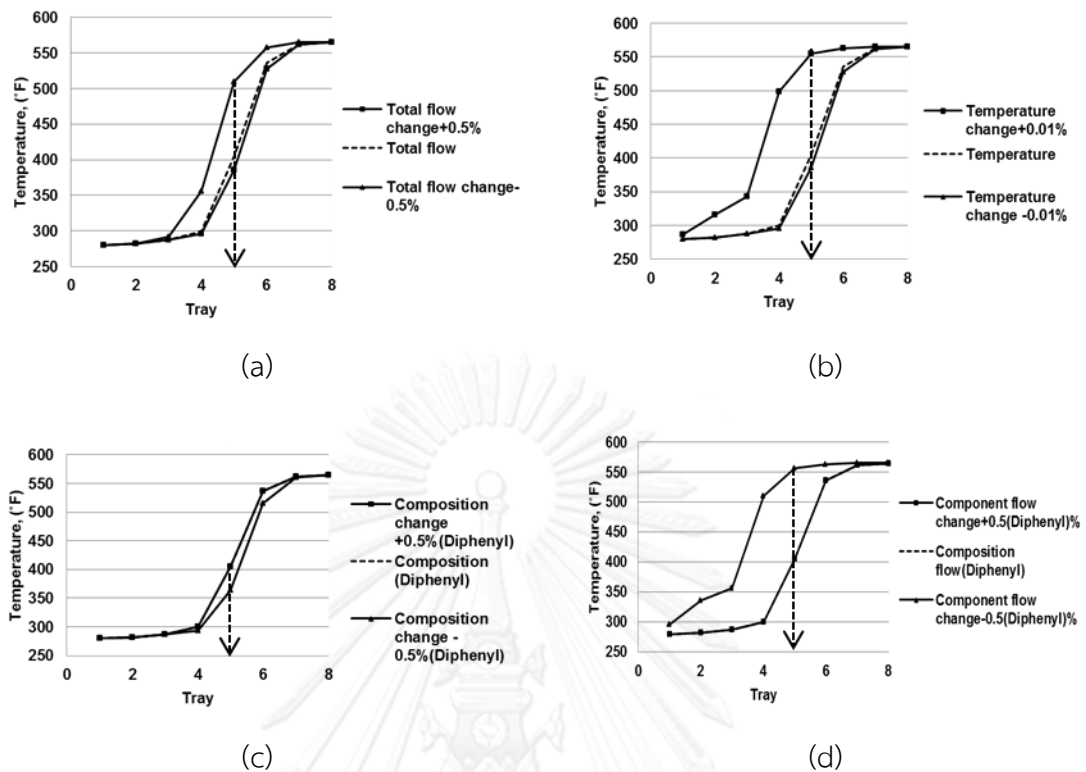 600
550
500
450
400
350
300
250
Temperature, (°F)
0 2 4 6 8
Tray
Total flow
change+0.5%
Total flow
Total flow change-
0.5%
(a)
600
550
500
450
400
350
300
250
Temperature, (°F)
0 2 4 6 8
Tray
Temperature
change+0.01%
Temperature
Temperature
change -0.01%
(b)
600
550
500
450
400
350
300
250
Temperature, (°F)
0 2 4 6 8
Tray
Composition
change
+0.5%(Diphenyl)
Composition
(Diphenyl)
Composition
change -
0.5%(Diphenyl)
(c)
600
550
500
450
400
350
300
250
Temperature, (°F)
0 2 4 6 8
Tray
Component flow
change+0.5(Diphenyl)%
Composition
flow(Diphenyl)
Component flow
change-0.5(Diphenyl)%
(d)